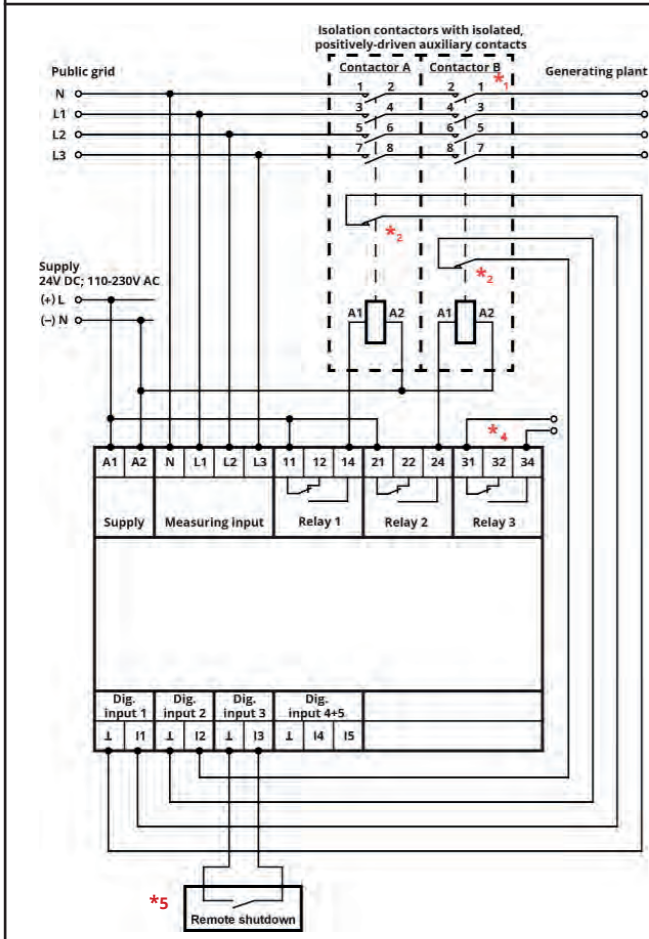 Isolation contactors with isolated,
positively-driven auxiliary contacts
Public grid Contactor A Contactor B *1 Generating plant
N 1 2 2 1
L1 3 4 4 3
L2 5 6 6 5
L3 7 8 8 7
*2
*2
Supply
24V DC; 110-230V AC
(+) L
(−) N
A1 A2 A1 A2
*4
A1 A2 N L1 L2 L3 11 12 14 21 22 24 31 32 34
Supply Measuring input Relay 1 Relay 2 Relay 3
Dig. Dig. Dig. Dig.
input 1 input 2 input 3 input 4+5
⊥ I1 ⊥ I2 ⊥ I3 ⊥ I4 I5
*5
Remote shutdown